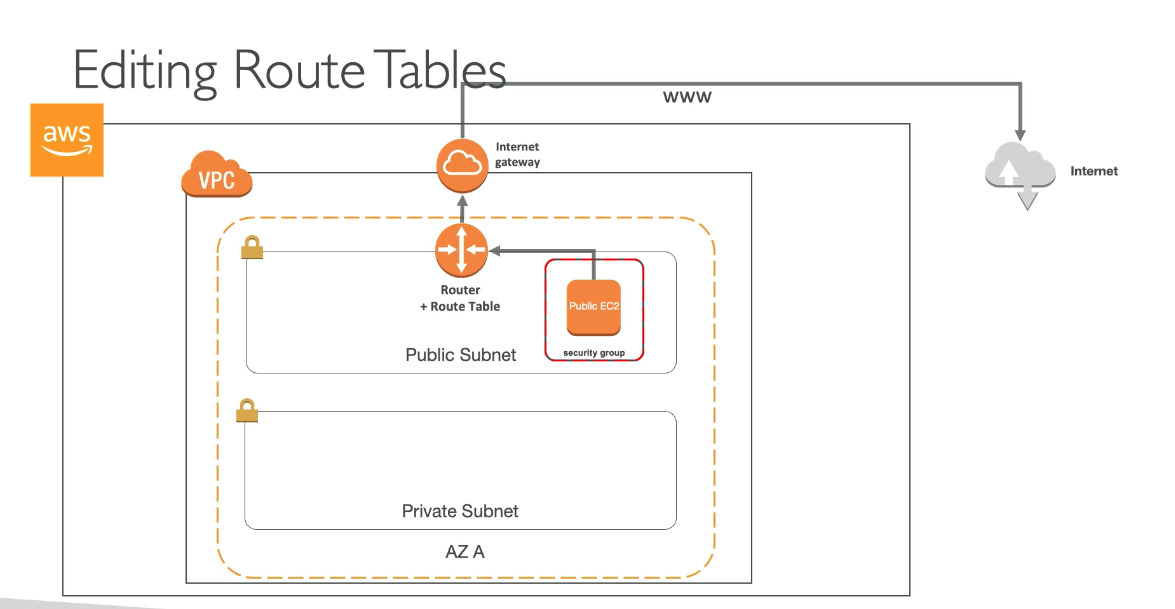 Editing Route Tables
WWW
aws
Internet
gateway
VPC
Internet
Router
+ Route Table
Public EC2
security group
Public Subnet
Private Subnet
AZ A